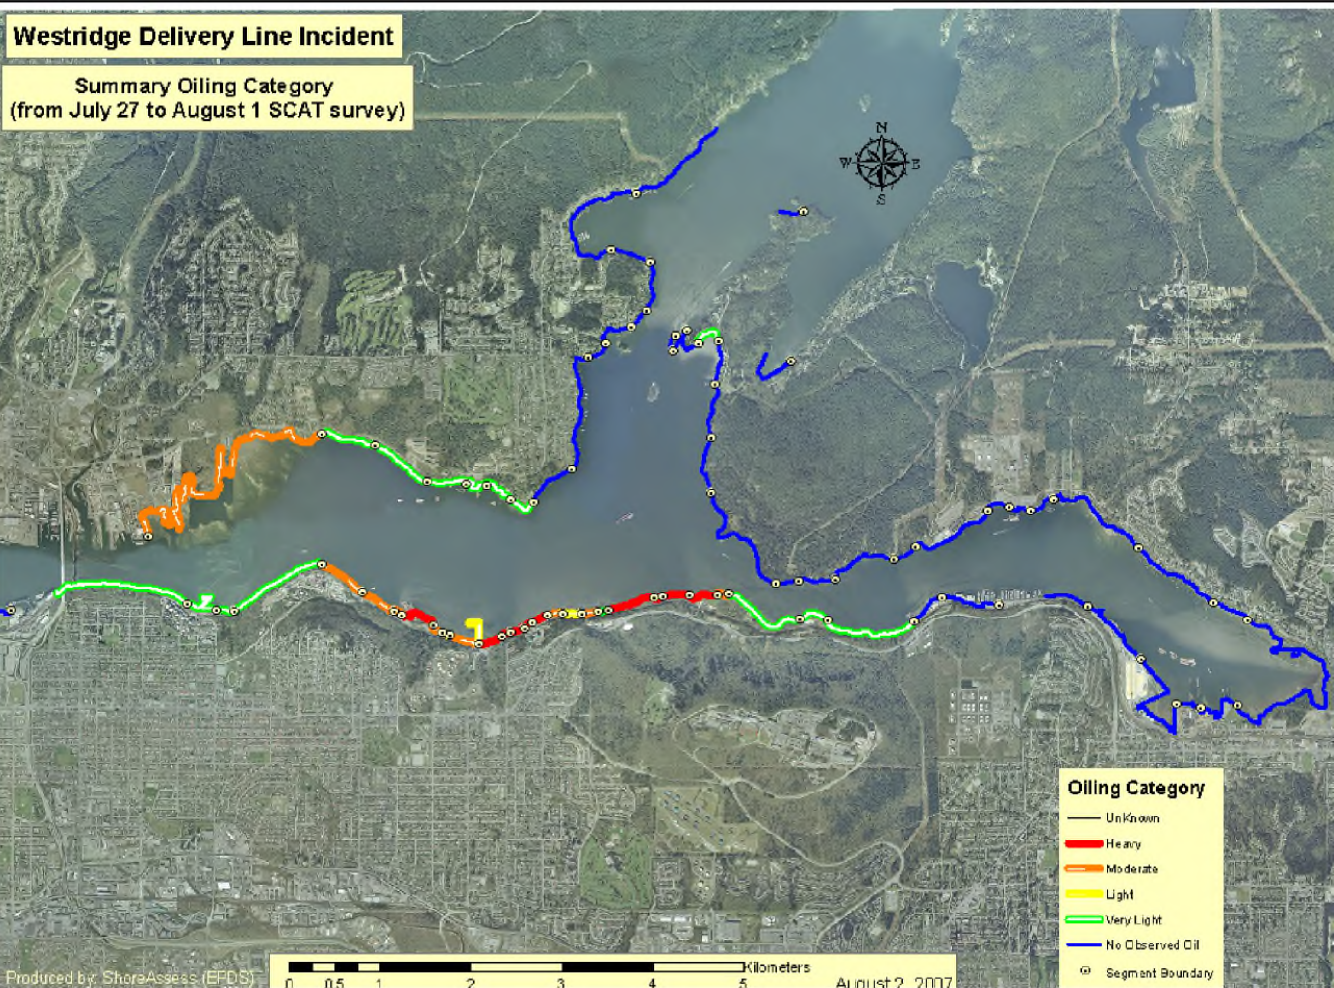 Westridge Delivery Line Incident
Summary Oiling Category
(from July 27 to August 1 SCAT survey)
N
W E
S
Oiling Category
UnKnown
Heavy
Moderate
Light
Very Light
No Observed Oil
Segment Boundary
Produced by: ShoreAssess (EPDS)
Kilometers
0 0.5 1 2 3 4 5
August 2, 2007